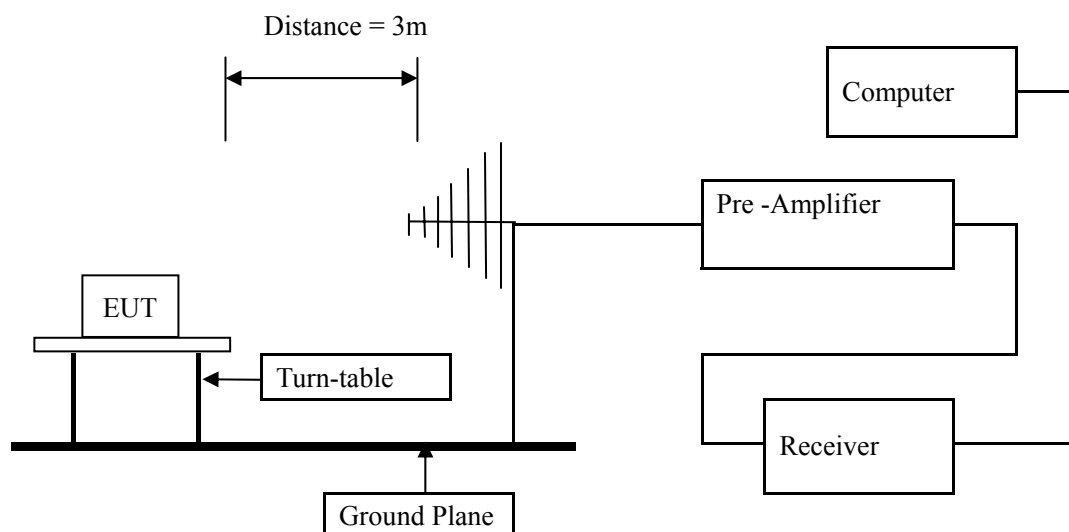 Distance = 3m
Computer
Pre -Amplifier
EUT
Turn-table
Receiver
Ground Plane